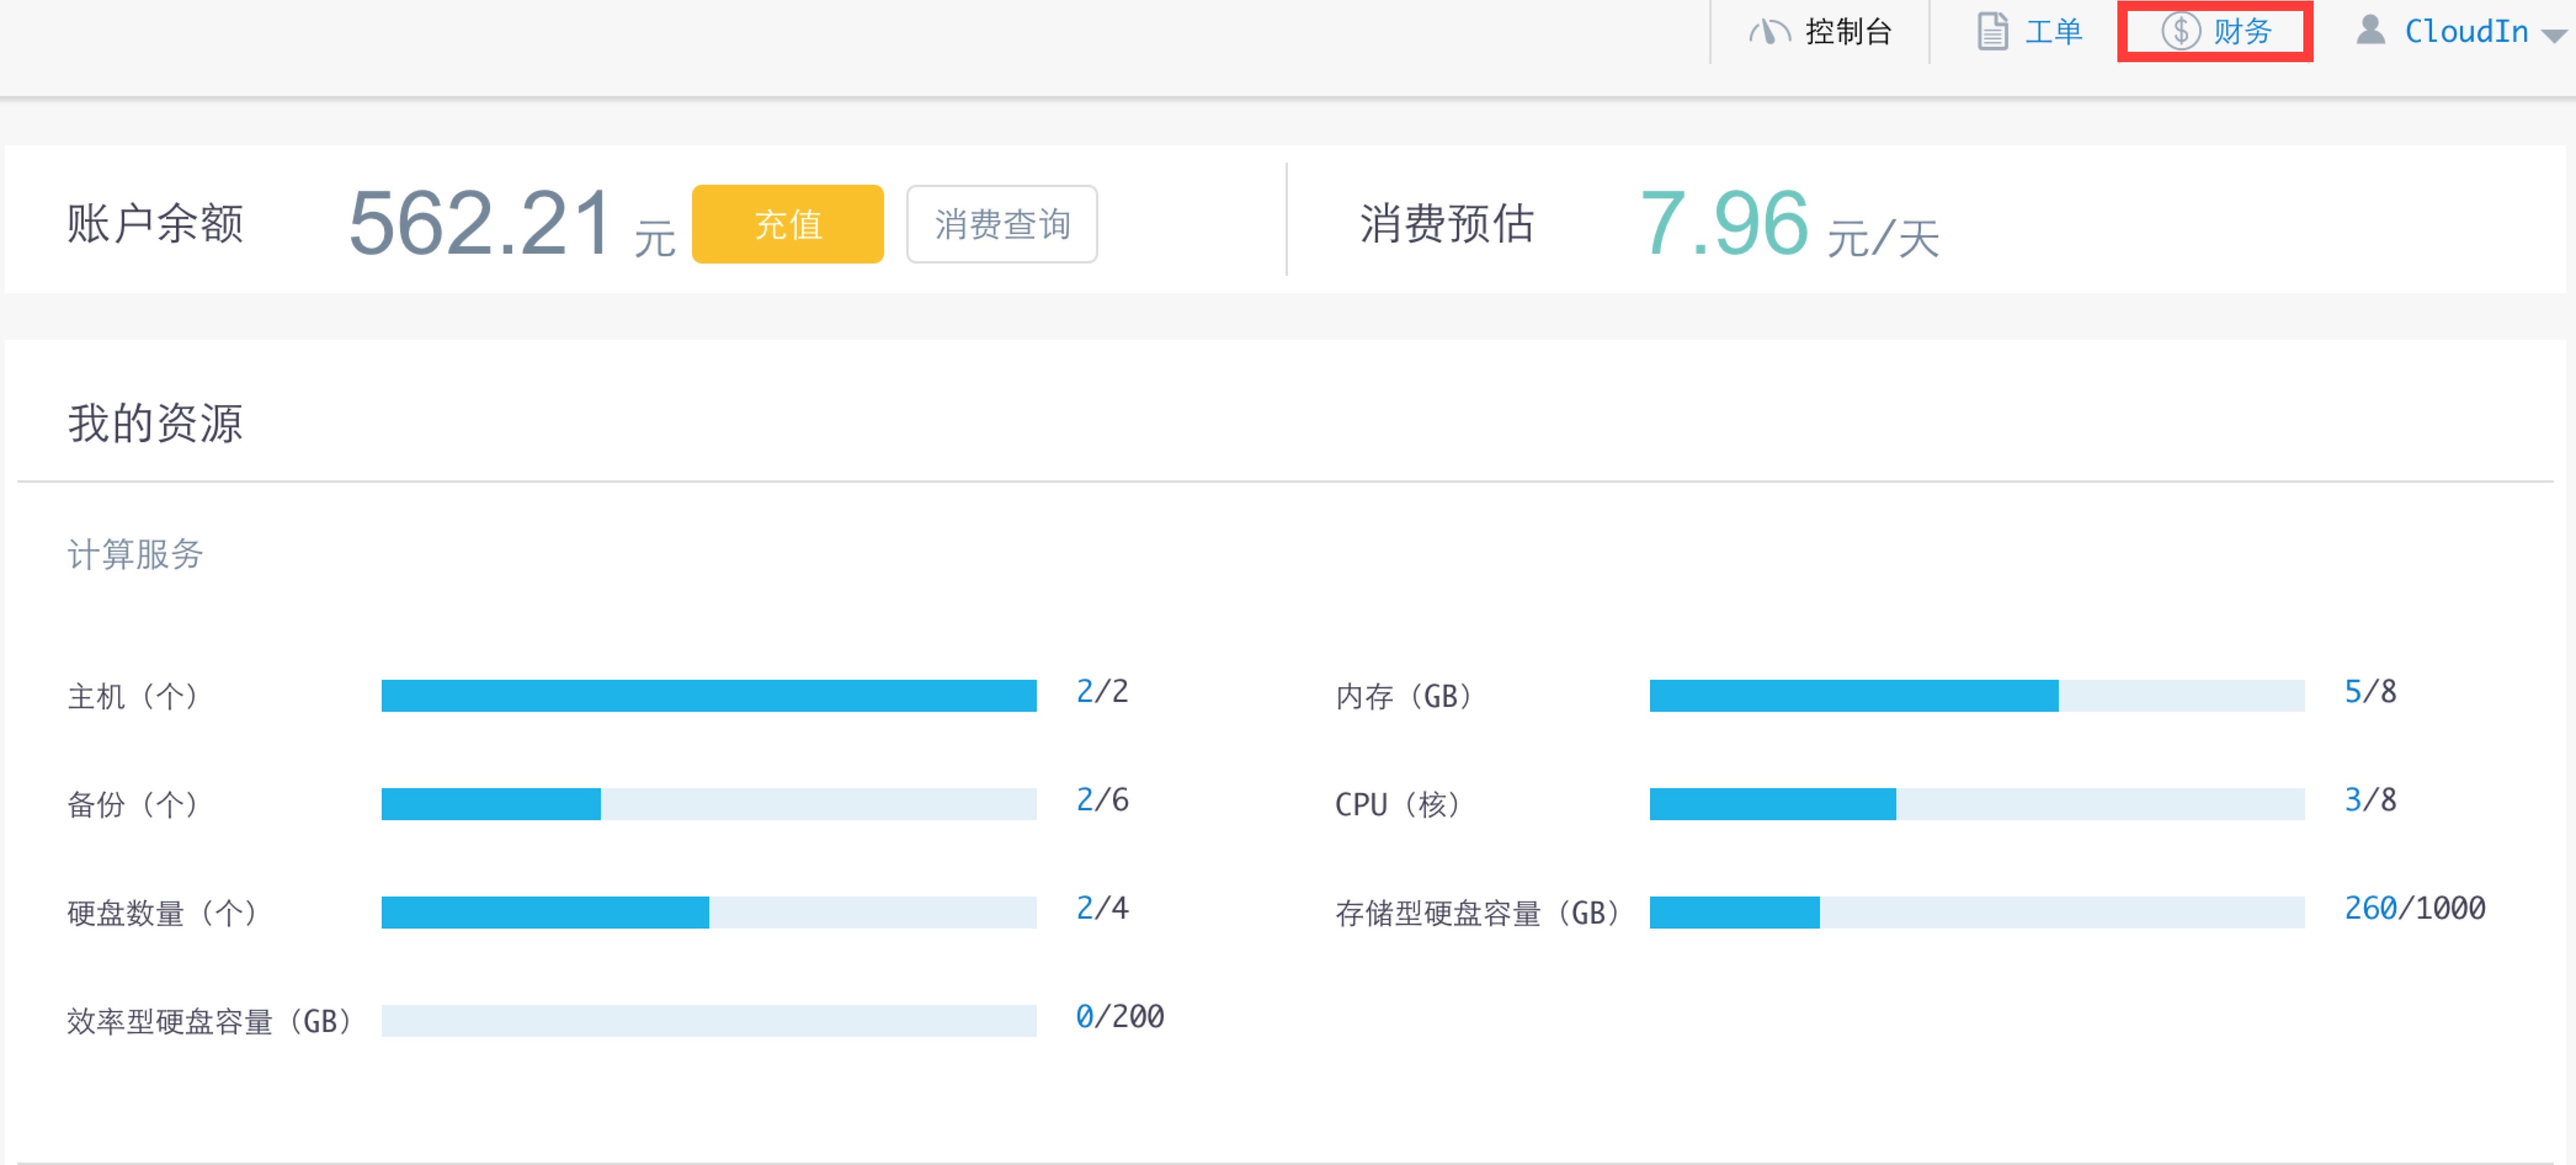 控制台 工单 财务 CloudIn
账户余额 562.21 元 充值 消费查询 消费预估 7.96 元/天
我的资源
计算服务
主机（个） 2/2 内存（GB） 5/8
备份（个） 2/6 CPU（核） 3/8
硬盘数量（个） 2/4 存储型硬盘容量（GB） 260/1000
效率型硬盘容量（GB） 0/200